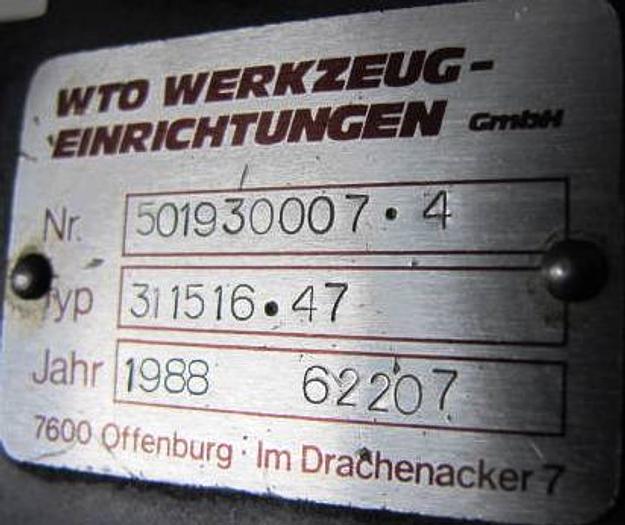 WTO WERKZEUG-
EINRICHTUNGEN GmbH
Nr. 501930007 • 4
Typ 311516 • 47
Jahr 1988 62207
7600 Offenburg · Im Drachenacker 7